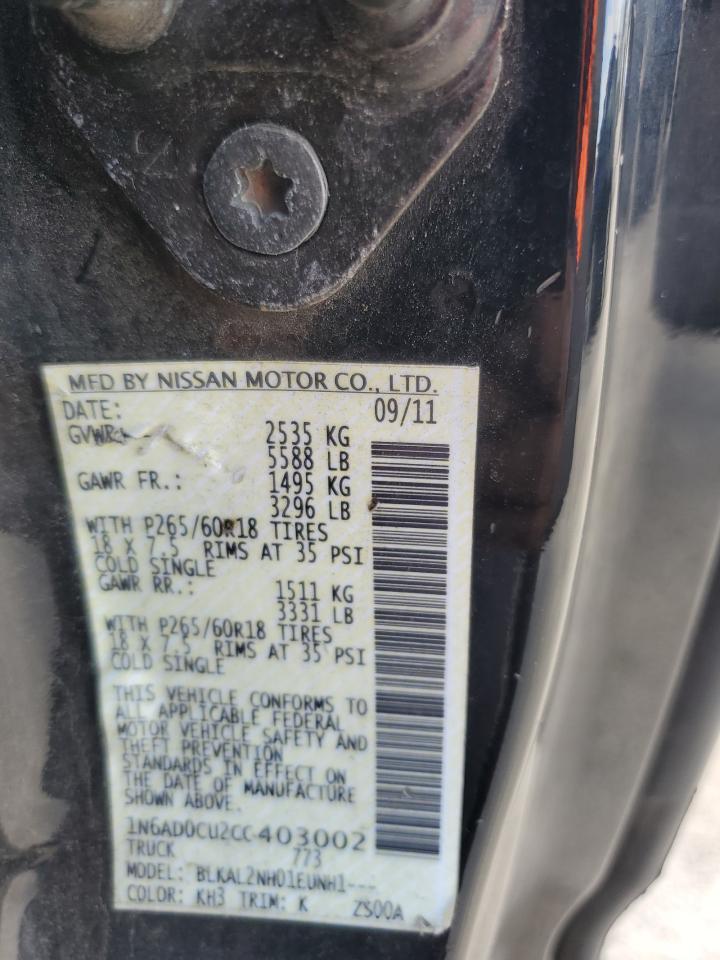 MFD BY NISSAN MOTOR CO., LTD.
DATE: 09/11
GVWR: 2535 KG
5588 LB
GAWR FR.: 1495 KG
3296 LB
WITH P265/60R18 TIRES
18 X 7.5 RIMS AT 35 PSI
COLD SINGLE
GAWR RR.: 1511 KG
3331 LB
WITH P265/60R18 TIRES
18 X 7.5 RIMS AT 35 PSI
COLD SINGLE
THIS VEHICLE CONFORMS TO
ALL APPLICABLE FEDERAL
MOTOR VEHICLE SAFETY AND
THEFT PREVENTION
STANDARDS IN EFFECT ON
THE DATE OF MANUFACTURE
SHOWN ABOVE.
1N6AD0CU2CC403002
TRUCK 773
MODEL: BLKAL2NH01EUNH1---
COLOR: KH3 TRIM: K ZS00A